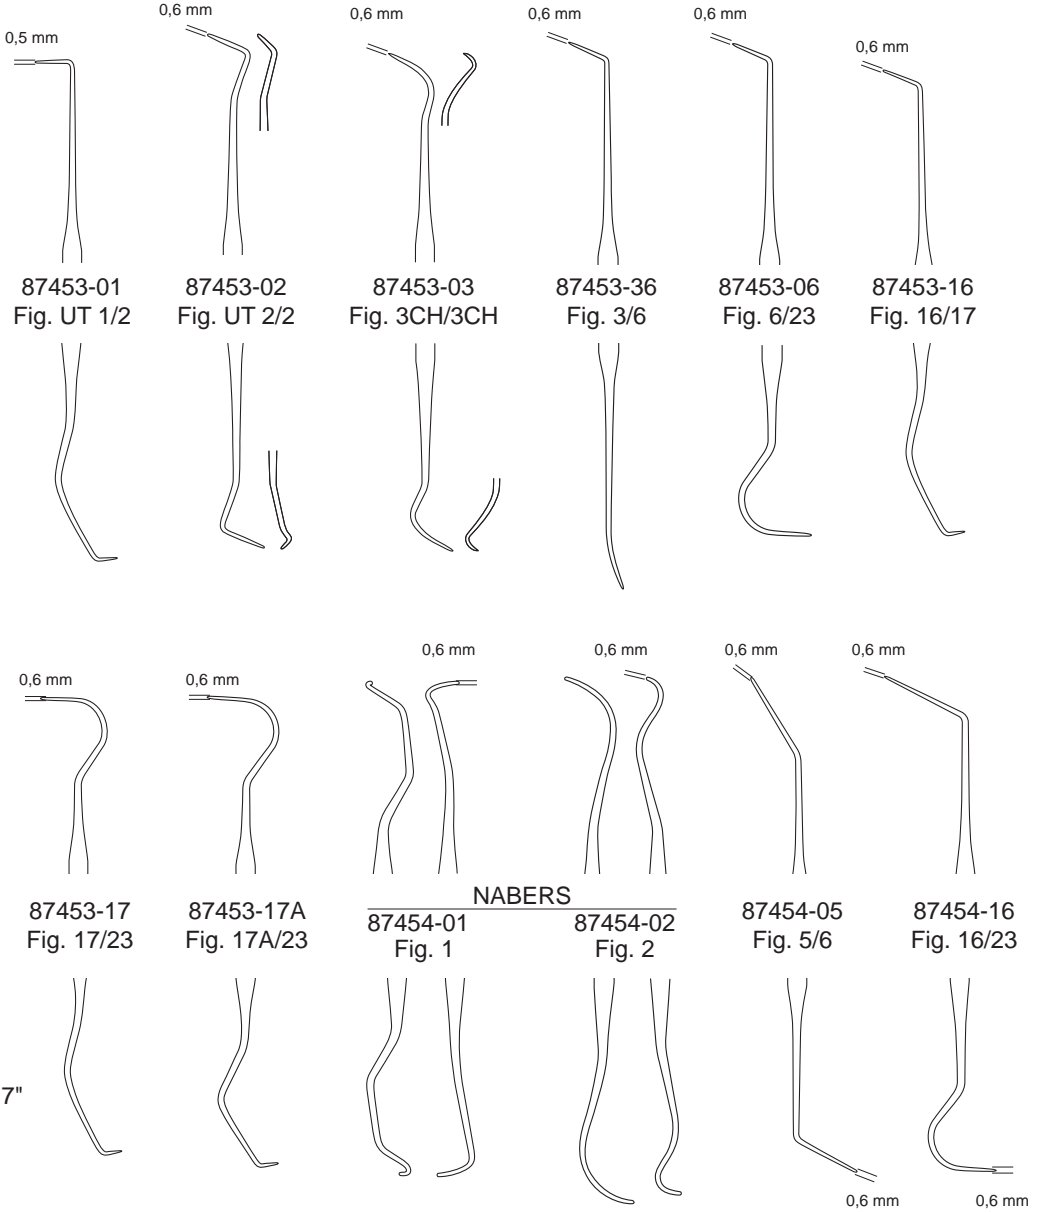 0,5 mm
0,6 mm
0,6 mm
0,6 mm
0,6 mm
0,6 mm
87453-01
Fig. UT 1/2
87453-02
Fig. UT 2/2
87453-03
Fig. 3CH/3CH
87453-36
Fig. 3/6
87453-06
Fig. 6/23
87453-16
Fig. 16/17
0,6 mm
0,6 mm
0,6 mm
0,6 mm
0,6 mm
0,6 mm
87453-17
Fig. 17/23
87453-17A
Fig. 17A/23
NABERS
87454-01
Fig. 1
87454-02
Fig. 2
87454-05
Fig. 5/6
87454-16
Fig. 16/23
7"
0,6 mm
0,6 mm